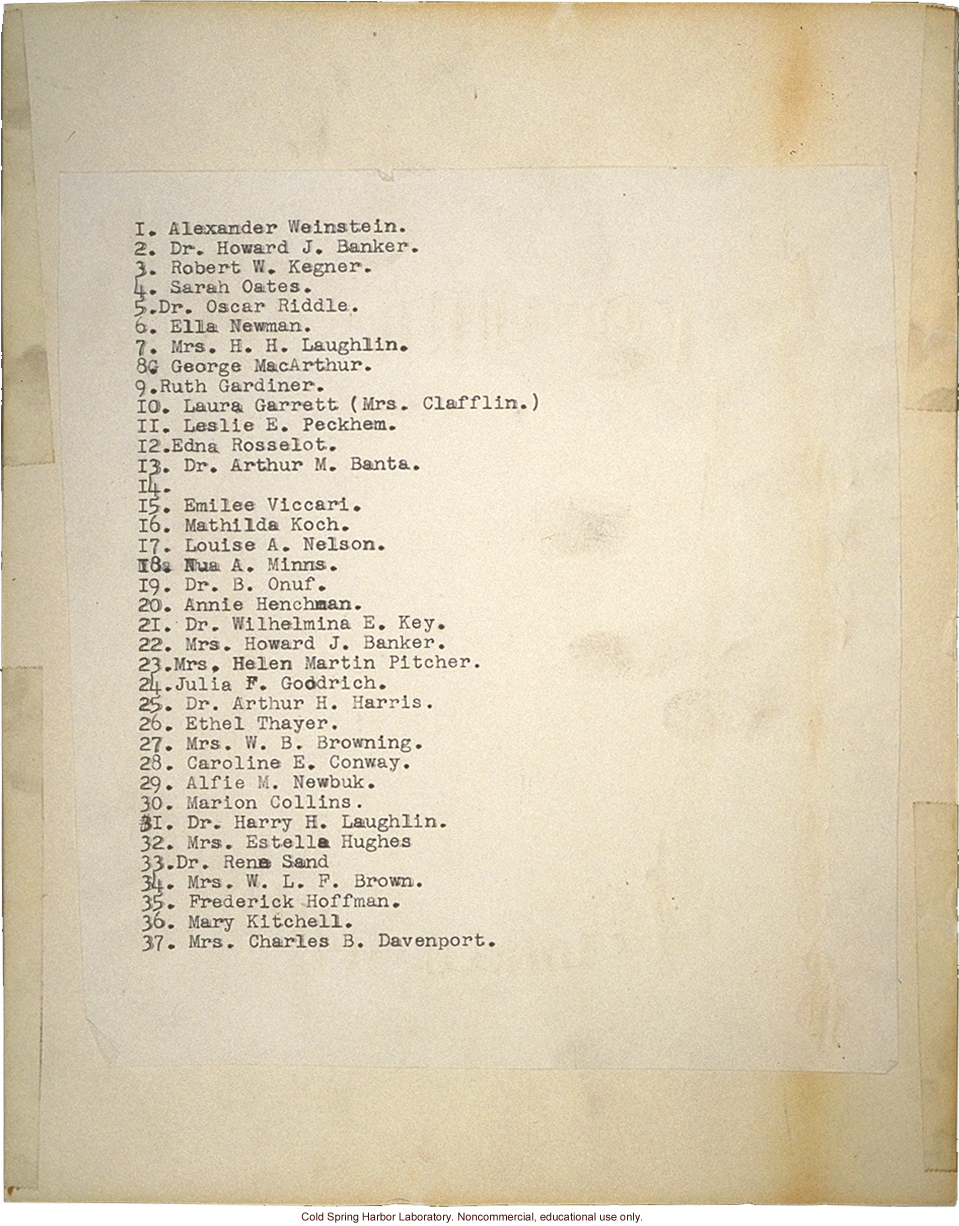 I. Alexander Weinstein.
2. Dr. Howard J. Banker.
3. Robert W. Kegner.
4. Sarah Oates.
5.Dr. Oscar Riddle.
6. Ella Newman.
7. Mrs. H. H. Laughlin.
8G George MacArthur.
9.Ruth Gardiner.
IO. Laura Garrett (Mrs. Clafflin.)
II. Leslie E. Peckhem.
I2.Edna Rosselot.
I3. Dr. Arthur M. Banta.
I4.
I5. Emilee Viccari.
I6. Mathilda Koch.
I7. Louise A. Nelson.
I8. A. Minns.
I9. Dr. B. Onuf.
20. Annie Henchman.
2I. Dr. Wilhelmina E. Key.
22. Mrs. Howard J. Banker.
23.Mrs. Helen Martin Pitcher.
24.Julia F. Goodrich.
25. Dr. Arthur H. Harris.
26. Ethel Thayer.
27. Mrs. W. B. Browning.
28. Caroline E. Conway.
29. Alfie M. Newbuk.
30. Marion Collins.
3I. Dr. Harry H. Laughlin.
32. Mrs. Estella Hughes
33.Dr. Rene Sand
34. Mrs. W. L. F. Brown.
35. Frederick Hoffman.
36. Mary Kitchell.
37. Mrs. Charles B. Davenport.
Cold Spring Harbor Laboratory. Noncommercial, educational use only.